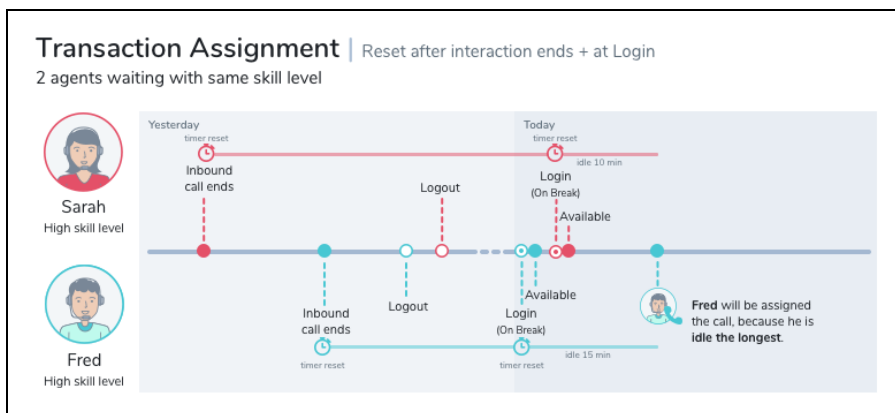 Transaction Assignment | Reset after interaction ends + at Login
2 agents waiting with same skill level
Yesterday
Today
timer reset
timer reset
idle 10 min
Inbound
call ends
Logout
Login
(On Break)
Available
Sarah
High skill level
Inbound
call ends
Logout
Login
(On Break)
Available
Fred will be assigned
the call, because he is
idle the longest.
Fred
High skill level
timer reset
timer reset
idle 15 min